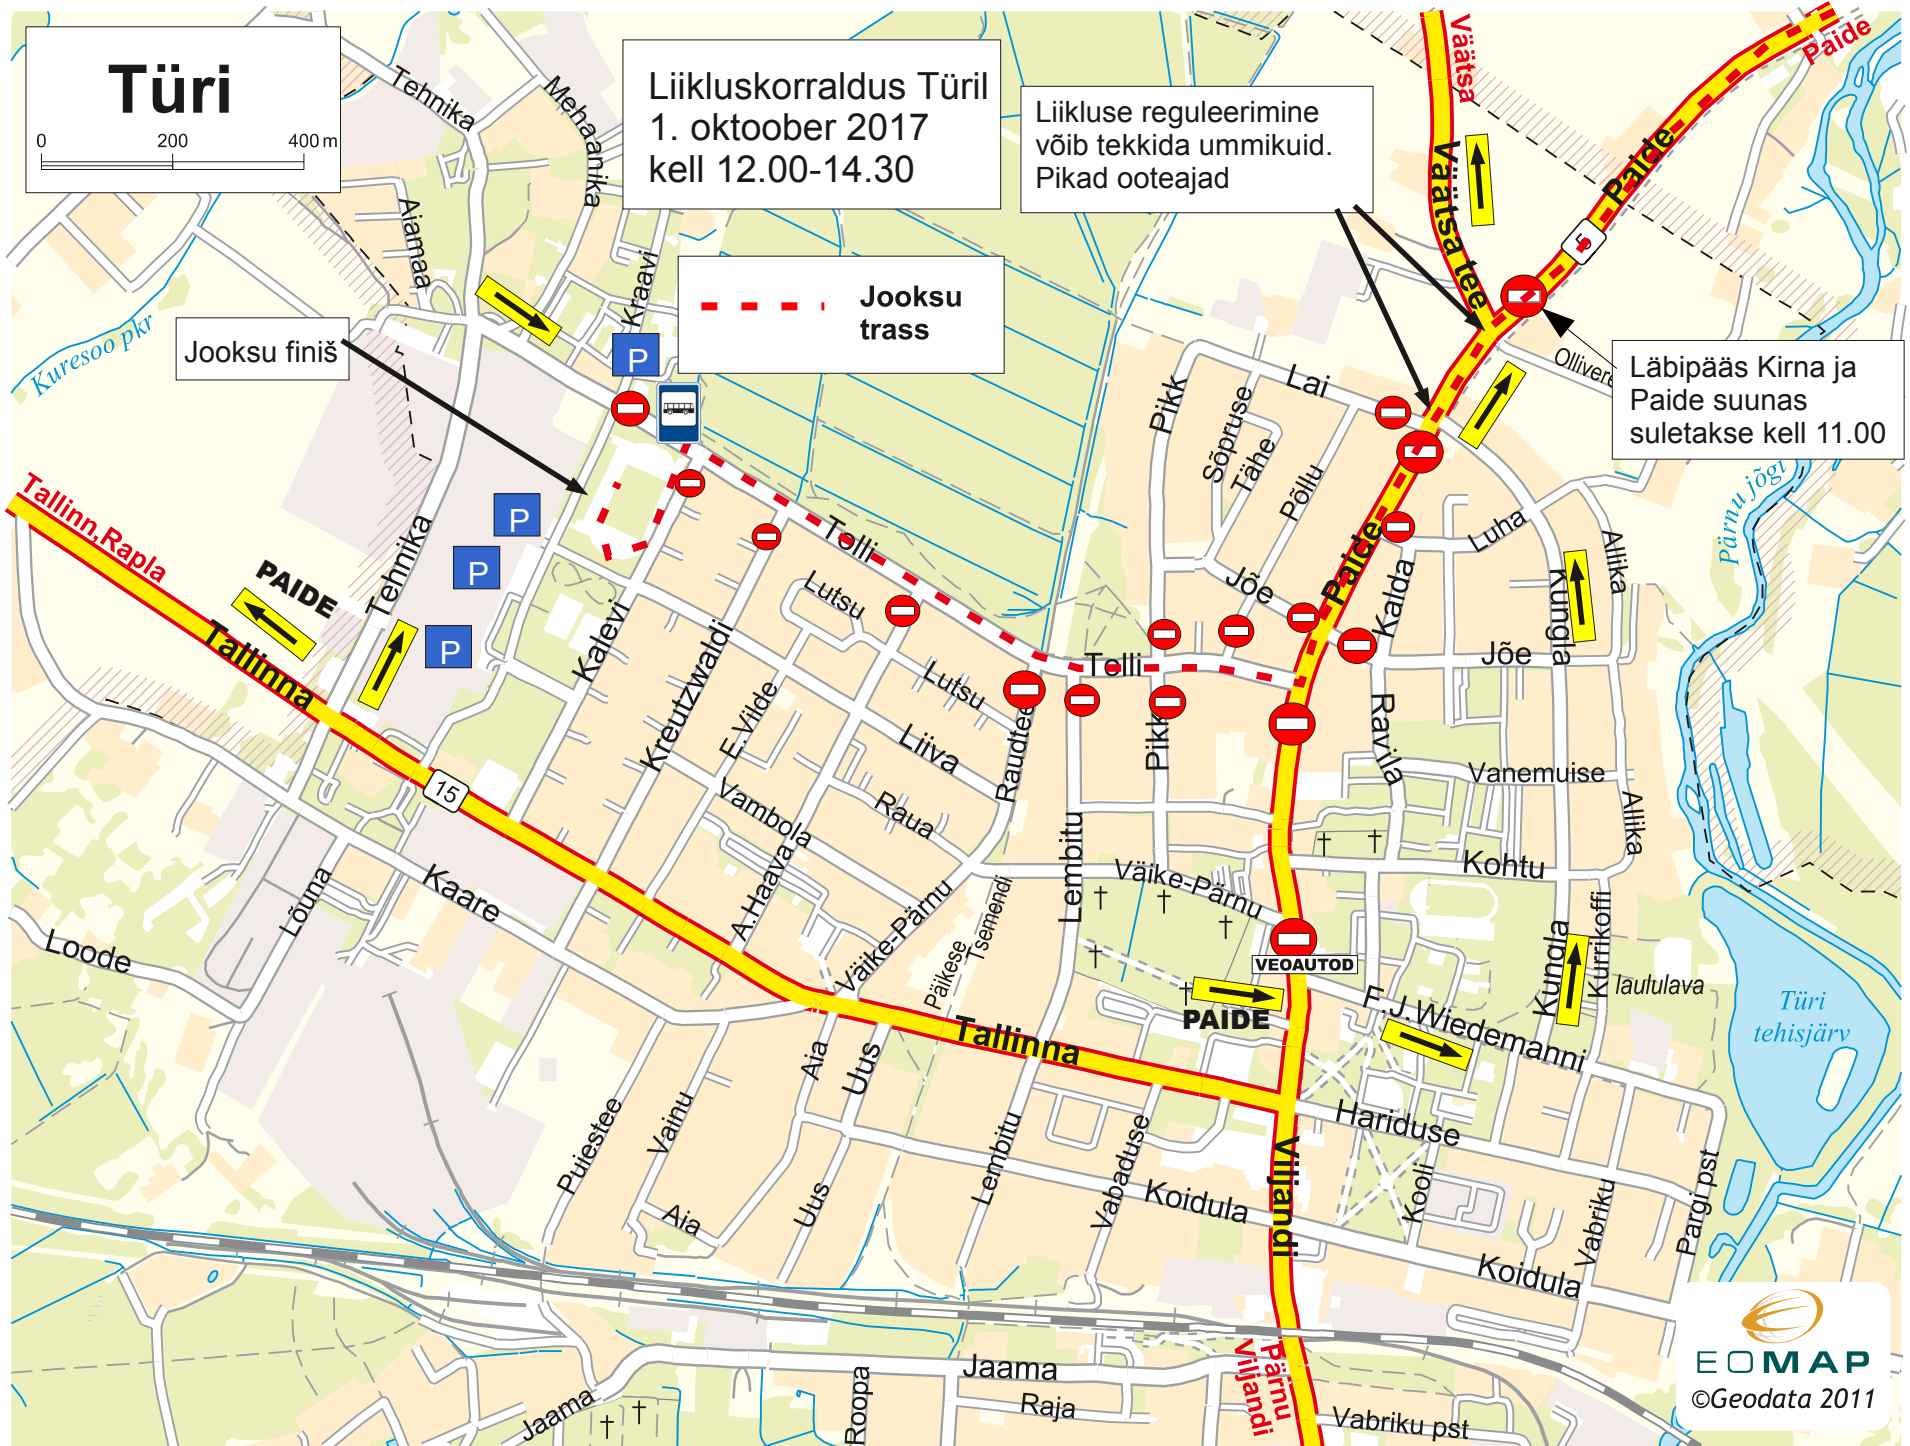 Türi
0 200 400 m
Liikluskorraldus Türil
1. oktoober 2017
kell 12.00-14.30
Liikluse reguleerimine
võib tekkida ummikuid.
Pikad ooteajad
Jooksu
trass
Jooksu finiš
Läbipääs Kirna ja
Paide suunas
suletakse kell 11.00
Väätsa
Paide
Tehnika
Mehaanika
Aiamaa
Kraavi
Väätsa tee
Paide
5
Kuresoo pkr
P
Ollivere
Pikk
Lai
Sõpruse
Tähe
Põllu
Pärnu jõgi
Tallinn,Rapla
P
P
P
PAIDE
Tehnika
Tallinna
Tolli
Lutsu
Kalevi
Kreutzwaldi
E.Vilde
Lutsu
Liiva
Raudtee
Tolli
Pikk
Jõe
Paide
Kalda
Luha
Allika
Kungla
Jõe
Ravila
Vanemuise
Allika
15
Vambola
Raua
A.Haava
Lembitu
Väike-Pärnu
Kohtu
Kaare
Lõuna
Loode
Väike-Pärnu
Päikese
Tsemendi
VEOAUTOD
PAIDE
F.J.Wiedemanni
Kungla
Kurrikoffi
laululava
Türi
tehisjärv
Tallinna
Aia
Uus
Puiestee
Vainu
Lembitu
Vabaduse
Hariduse
Kooli
Viljandi
Koidula
Vabriku
Pargi pst
Aia
Uus
Koidula
Jaama
Jaama
Roopa
Raja
Pärnu
Viljandi
Vabriku pst
EOMAP
©Geodata 2011